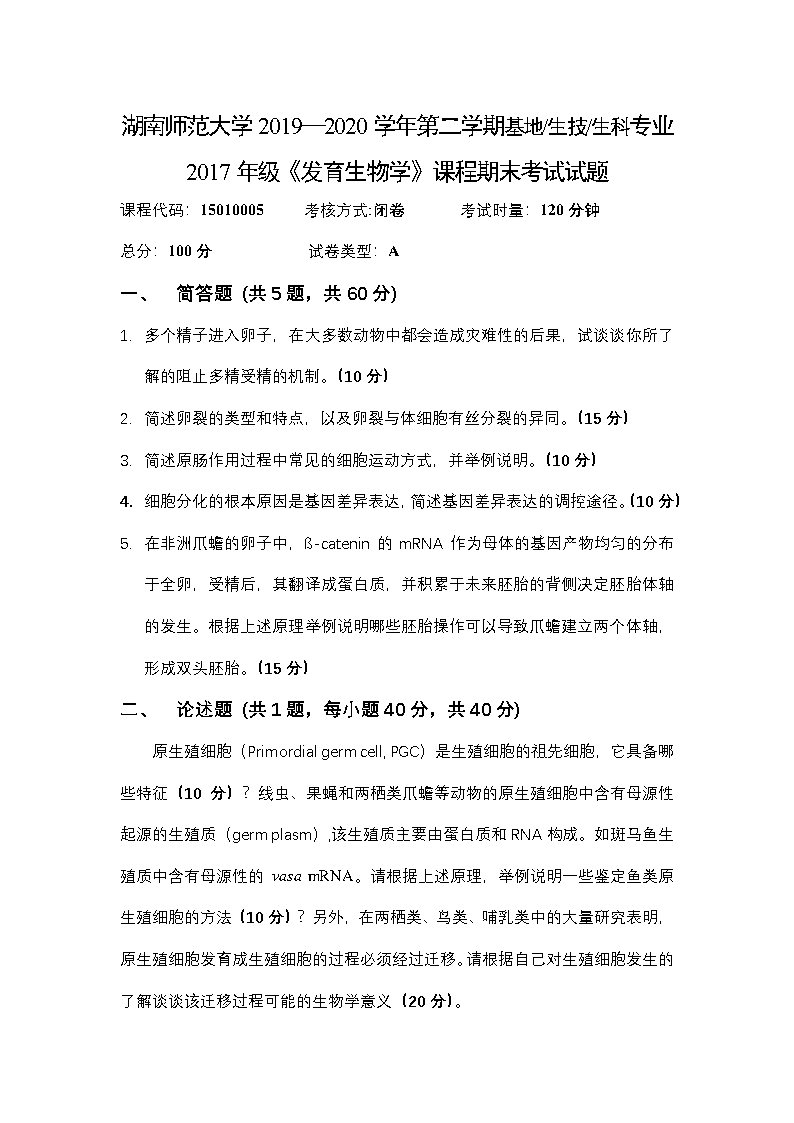 湖南师范大学 2019—2020 学年第二学期基地/生技/生科专业
2017 年级《发育生物学》课程期末考试试题
课程代码：15010005 考核方式:闭卷 考试时量：120 分钟
总分：100 分 试卷类型：A
一、 简答题 (共 5 题，共 60 分)
1. 多个精子进入卵子，在大多数动物中都会造成灾难性的后果，试谈谈你所了
解的阻止多精受精的机制。(10 分)
2. 简述卵裂的类型和特点，以及卵裂与体细胞有丝分裂的异同。(15 分)
3. 简述原肠作用过程中常见的细胞运动方式，并举例说明。(10 分)
4. 细胞分化的根本原因是基因差异表达，简述基因差异表达的调控途径。(10 分)
5. 在非洲爪蟾的卵子中，ß-catenin 的 mRNA 作为母体的基因产物均匀的分布
于全卵，受精后，其翻译成蛋白质，并积累于未来胚胎的背侧决定胚胎体轴
的发生。根据上述原理举例说明哪些胚胎操作可以导致爪蟾建立两个体轴，
形成双头胚胎。(15 分)
二、 论述题 (共 1 题，每小题 40 分，共 40 分)
原生殖细胞（Primordial germ cell, PGC）是生殖细胞的祖先细胞，它具备哪
些特征（10 分）？线虫、果蝇和两栖类爪蟾等动物的原生殖细胞中含有母源性
起源的生殖质（germ plasm）,该生殖质主要由蛋白质和 RNA 构成。如斑马鱼生
殖质中含有母源性的 vasa mRNA。请根据上述原理，举例说明一些鉴定鱼类原
生殖细胞的方法（10 分）？另外，在两栖类、鸟类、哺乳类中的大量研究表明，
原生殖细胞发育成生殖细胞的过程必须经过迁移。请根据自己对生殖细胞发生的
了解谈谈该迁移过程可能的生物学意义（20 分）。